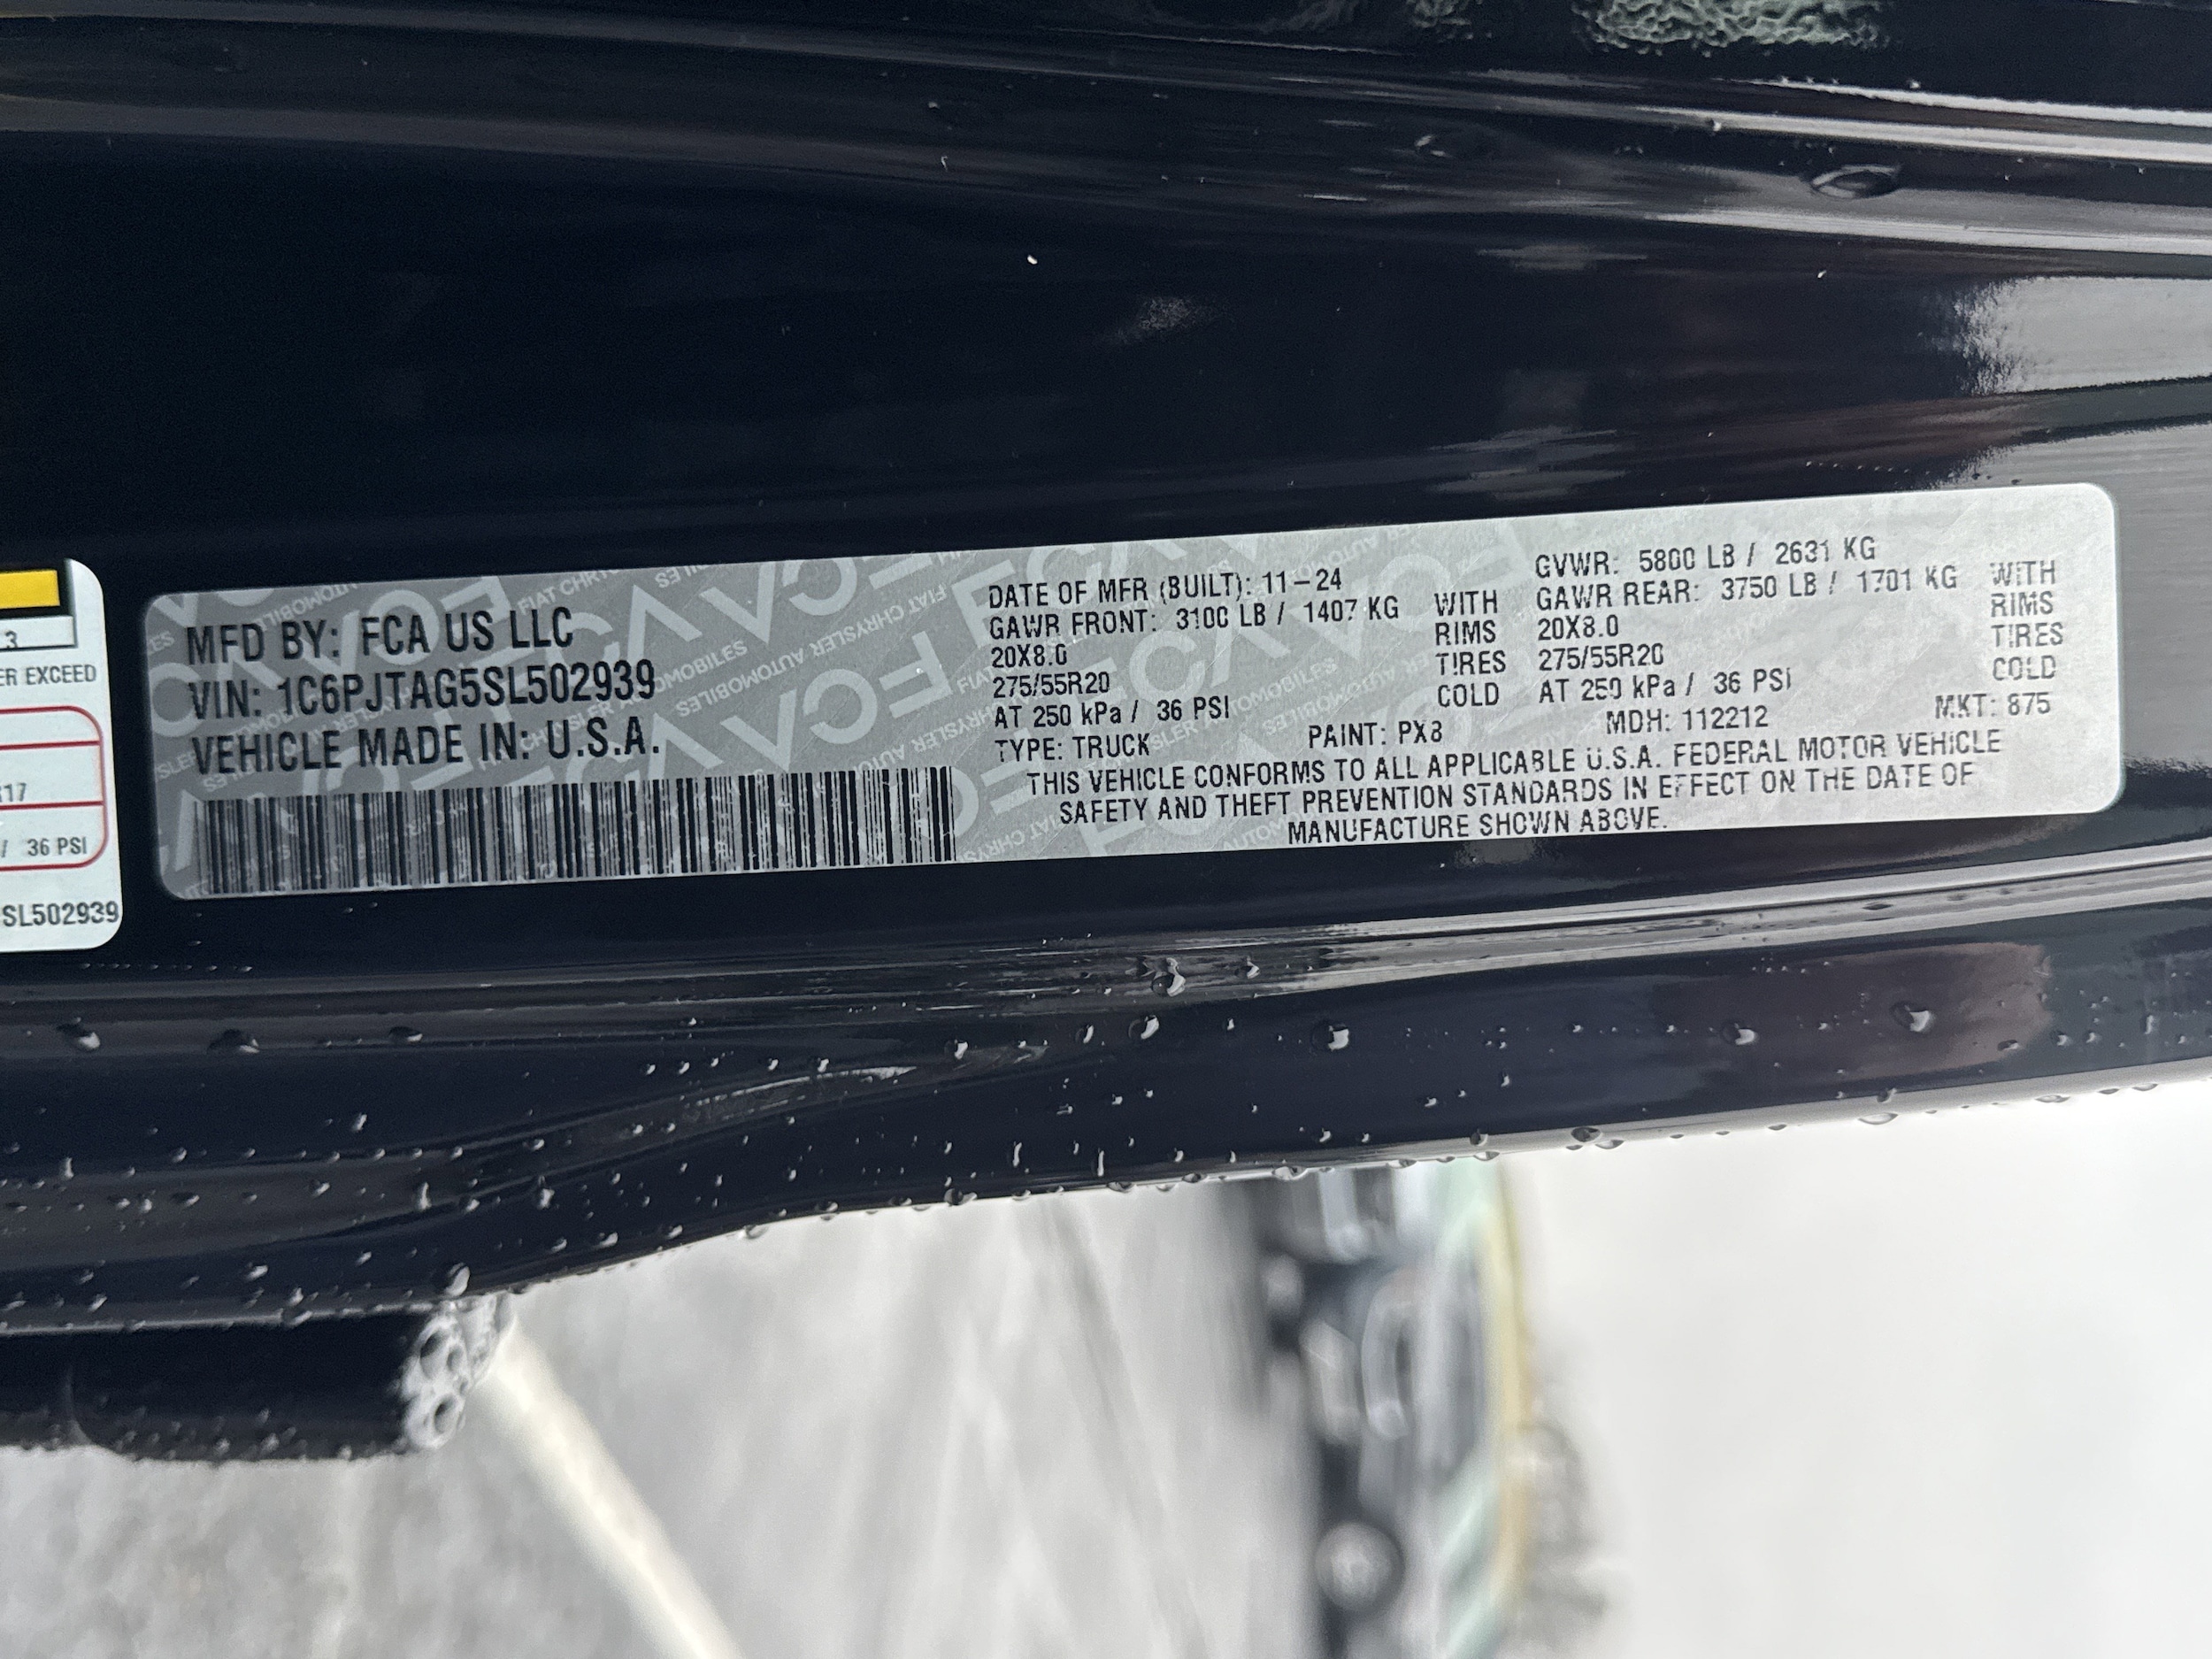 3
ER EXCEED
R17
/ 36 PSI
SL502939
MFD BY: FCA US LLC
VIN: 1C6PJTAG5SL502939
VEHICLE MADE IN: U.S.A.
DATE OF MFR (BUILT): 11-24
GVWR: 5800 LB / 2631 KG
GAWR FRONT: 3100 LB / 1407 KG WITH
GAWR REAR: 3750 LB / 1701 KG WITH
20X8.0 RIMS 20X8.0 RIMS
275/55R20 TIRES 275/55R20 TIRES
AT 250 kPa / 36 PSI COLD AT 250 kPa / 36 PSI COLD
TYPE: TRUCK PAINT: PX8 MDH: 112212 MKT: 875
THIS VEHICLE CONFORMS TO ALL APPLICABLE U.S.A. FEDERAL MOTOR VEHICLE
SAFETY AND THEFT PREVENTION STANDARDS IN EFFECT ON THE DATE OF
MANUFACTURE SHOWN ABOVE.